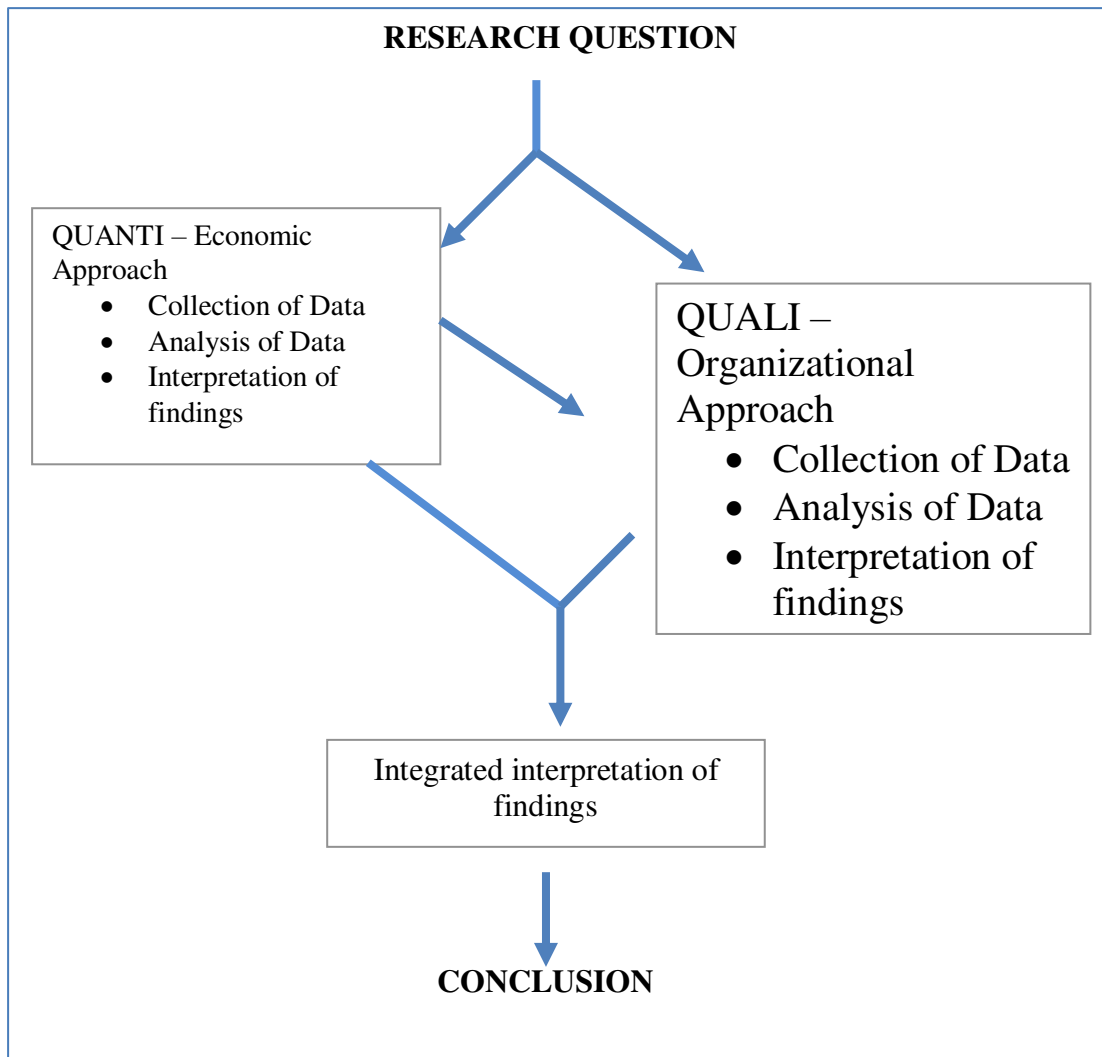 RESEARCH QUESTION
QUANTI – Economic
Approach
• Collection of Data
• Analysis of Data
• Interpretation of
findings
QUALI –
Organizational
Approach
• Collection of Data
• Analysis of Data
• Interpretation of
findings
Integrated interpretation of
findings
CONCLUSION